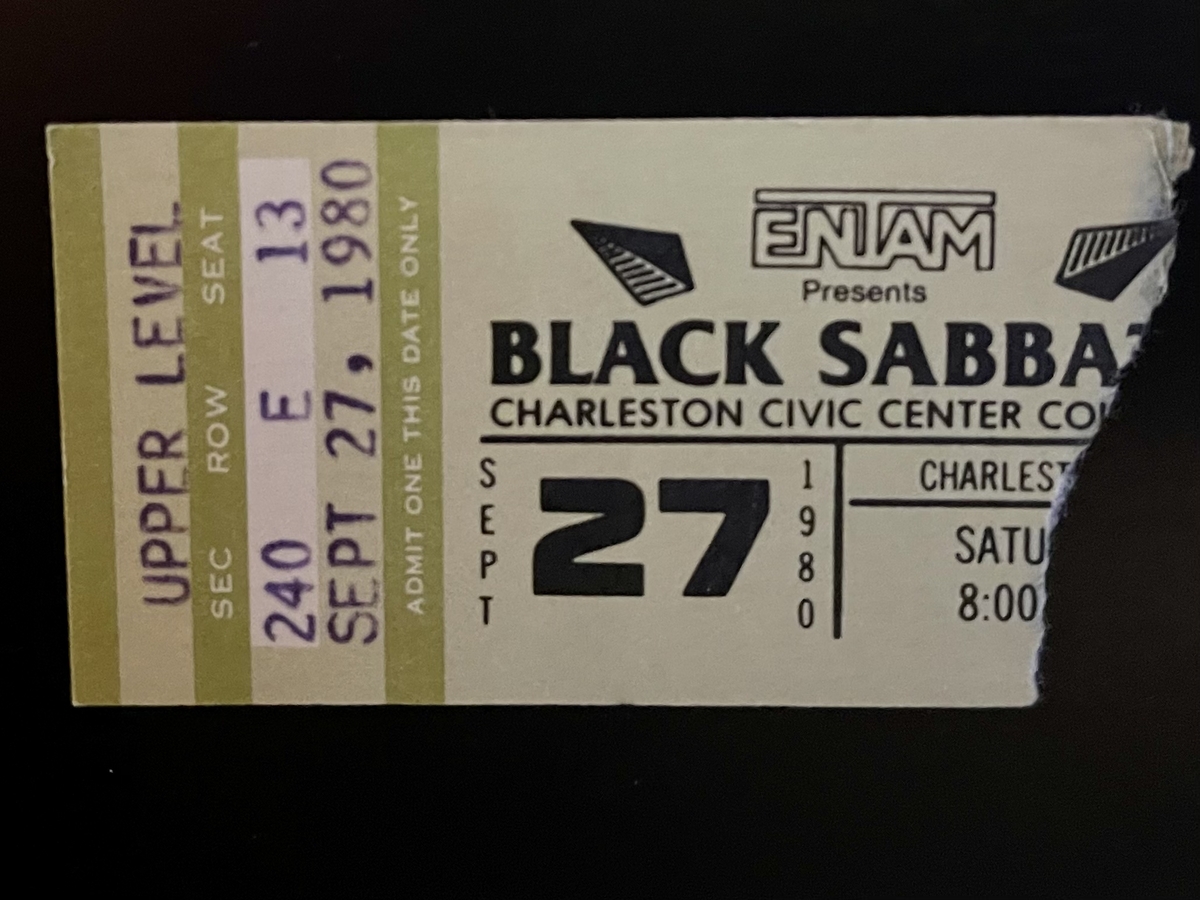 UPPER LEVEL
SEC ROW SEAT
240 E 13
SEPT 27, 1980
ADMIT ONE THIS DATE ONLY
ENTAM
Presents
BLACK SABBA
CHARLESTON CIVIC CENTER CO
SEPT
27
1980
CHARLES
SATU
8:00